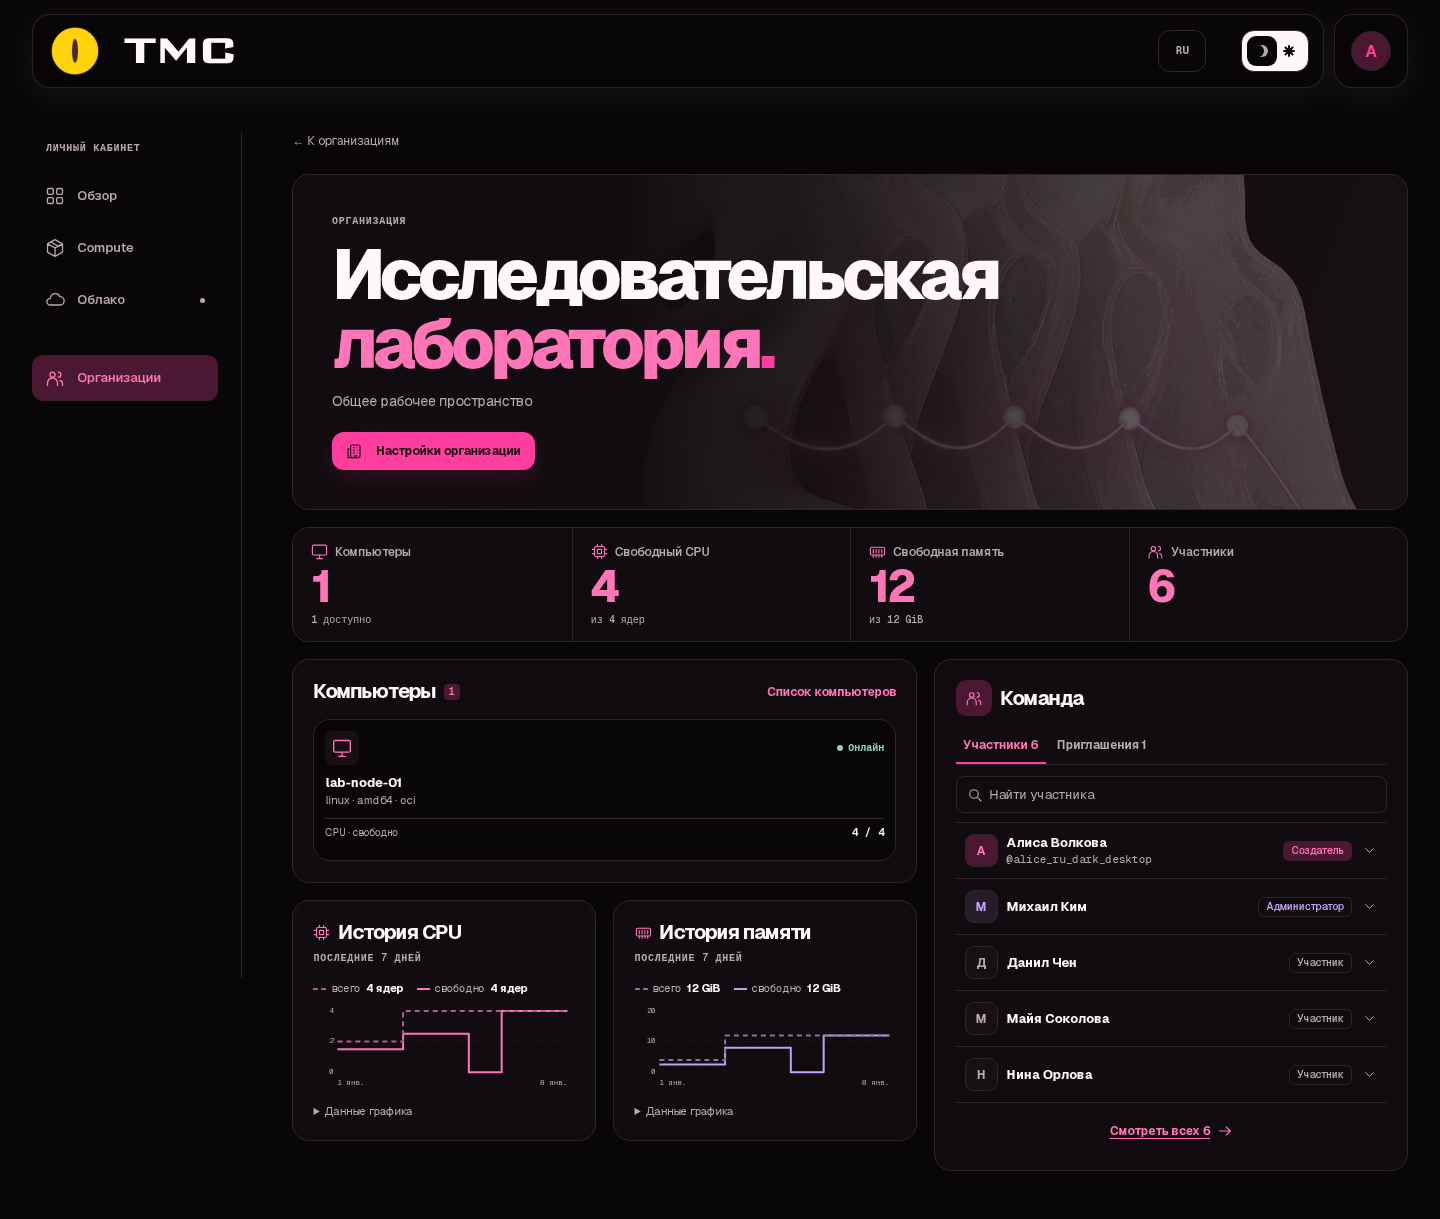 TMC
RU
A
ЛИЧНЫЙ КАБИНЕТ
Обзор
Compute
Облако
Организации
← К организациям
ОРГАНИЗАЦИЯ
Исследовательская
лаборатория.
Общее рабочее пространство
Настройки организации
Компьютеры
1
1 доступно
Свободный CPU
4
из 4 ядер
Свободная память
12
из 12 GiB
Участники
6
Компьютеры 1
Список компьютеров
Онлайн
lab-node-01
linux · amd64 · oci
CPU · свободно 4 / 4
История CPU
ПОСЛЕДНИЕ 7 ДНЕЙ
всего 4 ядер свободно 4 ядер
4
2
0
1 янв. 8 янв.
▶ Данные графика
История памяти
ПОСЛЕДНИЕ 7 ДНЕЙ
всего 12 GiB свободно 12 GiB
20
10
0
1 янв. 8 янв.
▶ Данные графика
Команда
Участники 6 Приглашения 1
Найти участника
А
Алиса Волкова
@alice_ru_dark_desktop
Создатель
М
Михаил Ким
Администратор
Д
Данил Чен
Участник
М
Майя Соколова
Участник
Н
Нина Орлова
Участник
Смотреть всех 6 →